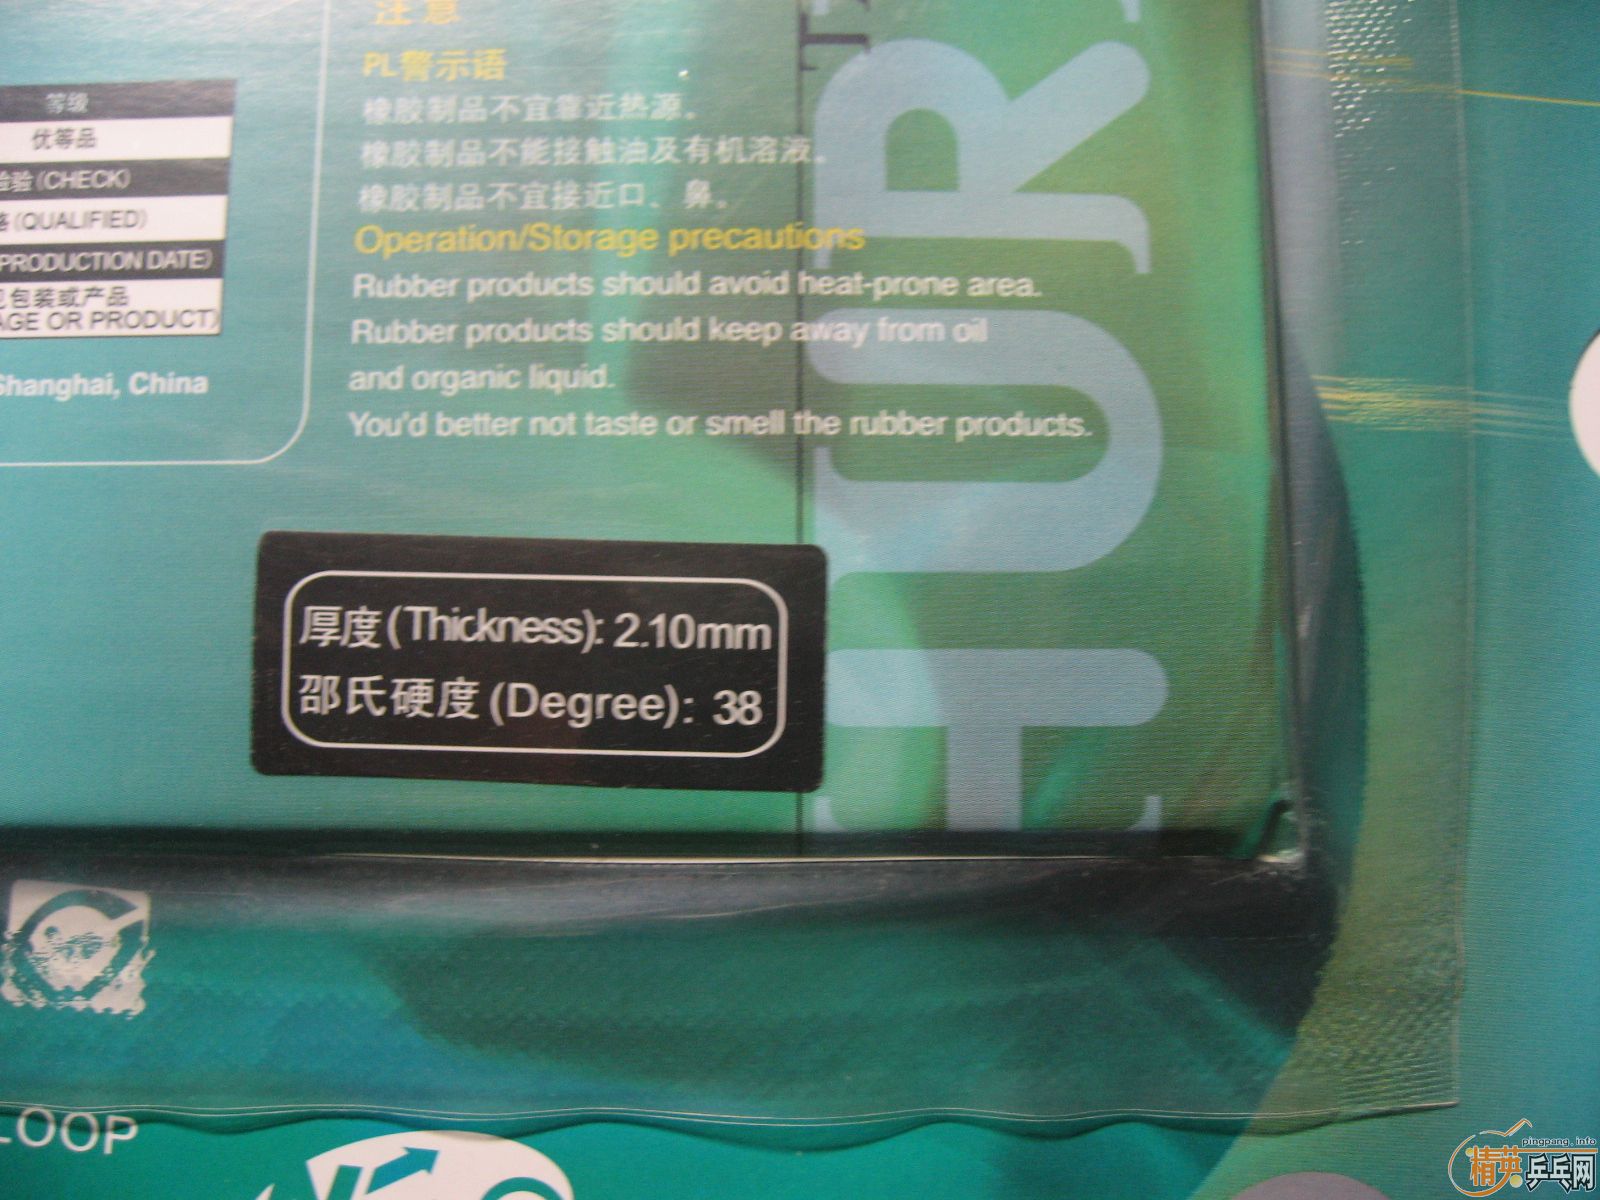 注意
PL警示语
橡胶制品不宜靠近热源。
橡胶制品不能接触油及有机溶液。
橡胶制品不宜接近口、鼻。
Operation/Storage precautions
Rubber products should avoid heat-prone area.
Rubber products should keep away from oil
and organic liquid.
You'd better not taste or smell the rubber products.
等级
优等品
检验(CHECK)
格(QUALIFIED)
PRODUCTION DATE)
见包装或产品
AGE OR PRODUCT)
Shanghai, China
厚度(Thickness): 2.10mm
邵氏硬度(Degree): 38
TUR
LOOP
pingpang.info
精英乒乓网